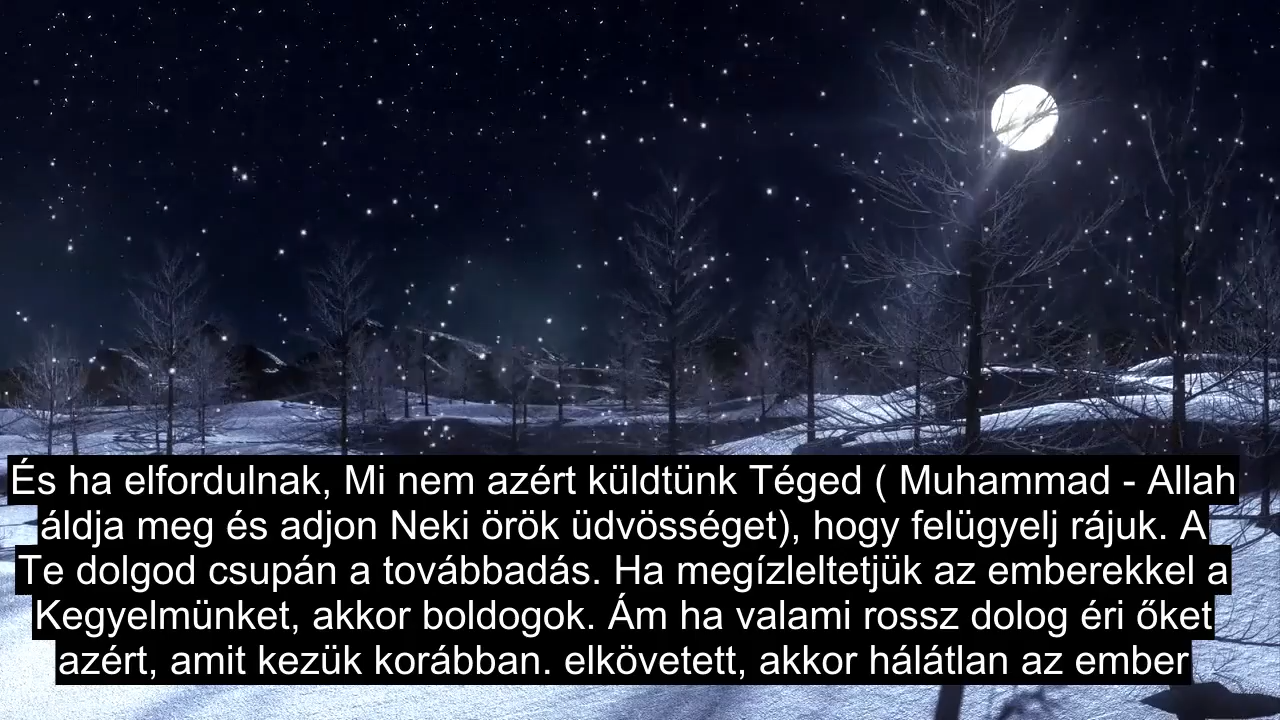 És ha elfordulnak, Mi nem azért küldtünk Téged ( Muhammad - Allah
áldja meg és adjon Neki örök üdvösséget), hogy felügyelj rájuk. A
Te dolgod csupán a továbbadás. Ha megízleltetjük az emberekkel a
Kegyelmünket, akkor boldogok. Ám ha valami rossz dolog éri őket
azért, amit kezük korábban. elkövetett, akkor hálátlan az ember